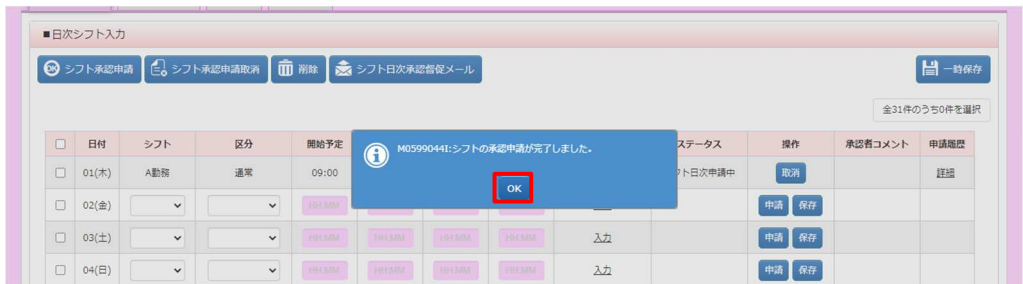 ■日次シフト入力
シフト承認申請 シフト承認申請取消 削除 シフト日次承認督促メール 一時保存
全31件のうち0件を選択
日付 シフト 区分 開始予定 ステータス 操作 承認者コメント 申請履歴
M0599044I:シフトの承認申請が完了しました。
01(木) A勤務 通常 09:00 フト日次申請中 取消 詳細
OK
02(金) HH:MM 申請 保存
03(土) HH:MM HH:MM HH:MM HH:MM 入力 申請 保存
04(日) HH:MM HH:MM HH:MM HH:MM 入力 申請 保存